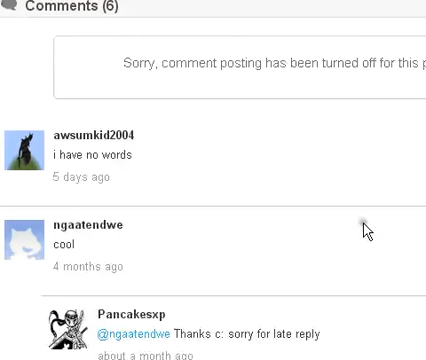 Comments (6)
Sorry, comment posting has been turned off for this
awsumkid2004
i have no words
5 days ago
ngaatendwe
cool
4 months ago
Pancakesxp
@ngaatendwe Thanks c: sorry for late reply
about a month ago